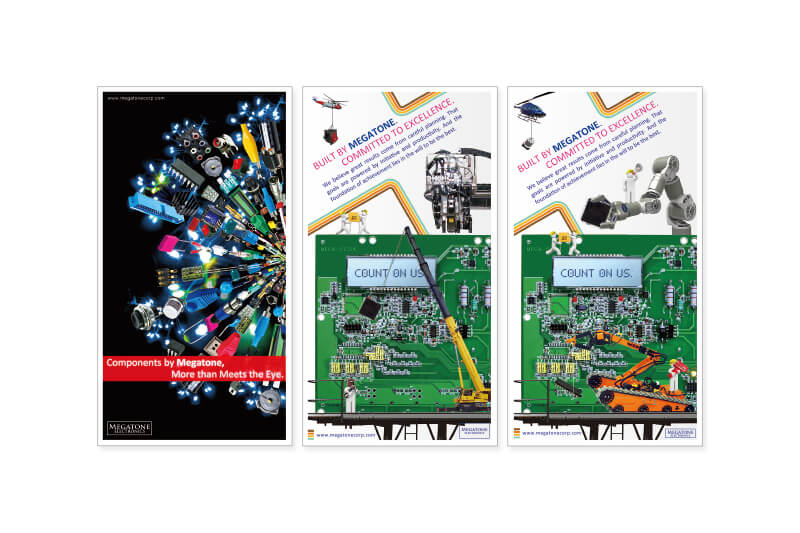 www.megatonecorp.com
Components by Megatone,
More than Meets the Eye.
MEGATONE
ELECTRONICS
BUILT BY MEGATONE.
COMMITTED TO EXCELLENCE.
We believe great results come from careful planning. That
goals are powered by initiative and productivity. And the
foundation of achievement lies in the will to be the best.
COUNT ON US.
www.megatonecorp.com
MEGATONE
ELECTRONICS
BUILT BY MEGATONE.
COMMITTED TO EXCELLENCE.
We believe great results come from careful planning. That
goals are powered by initiative and productivity. And the
foundation of achievement lies in the will to be the best.
COUNT ON US.
www.megatonecorp.com
MEGATONE
ELECTRONICS